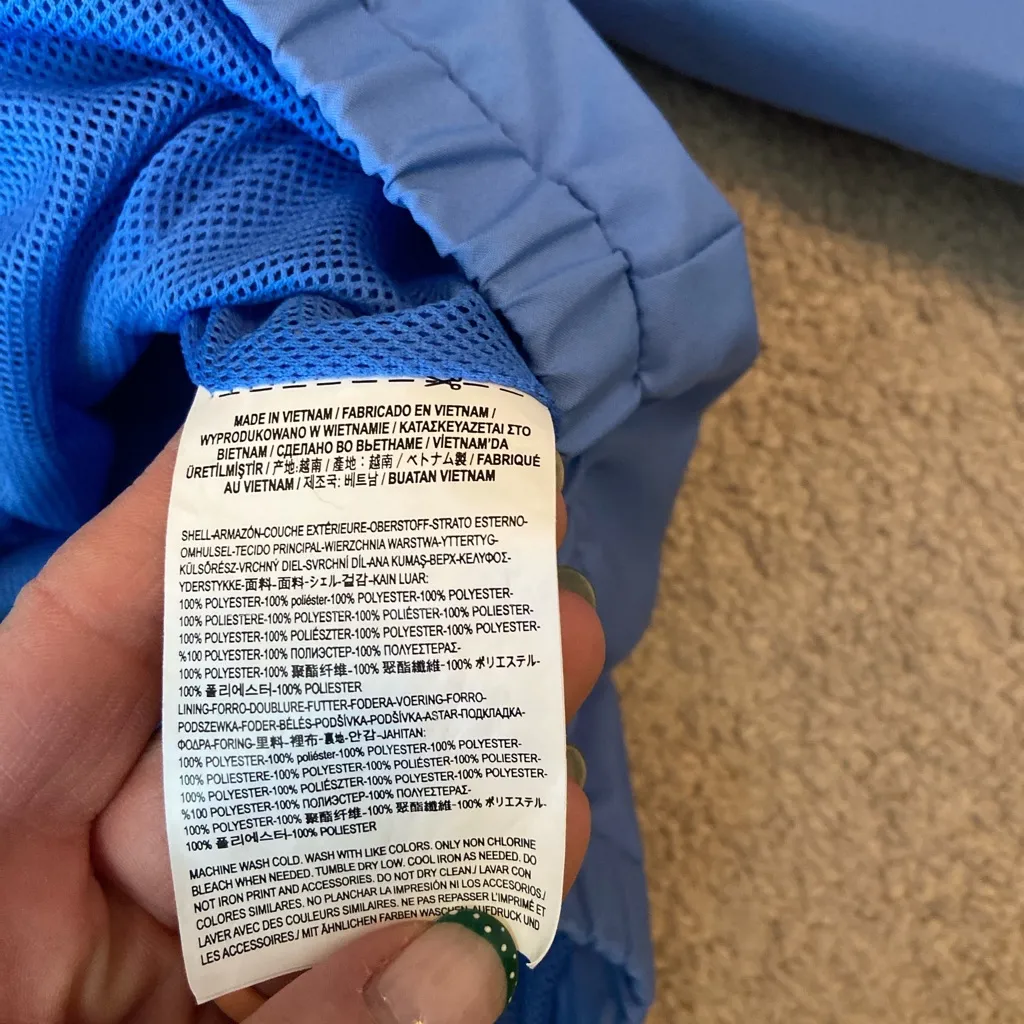 MADE IN VIETNAM / FABRICADO EN VIETNAM /
WYPRODUKOWANO W WIETNAMIE / ΚΑΤΑΣΚΕΥΑΖΕΤΑΙ ΣΤΟ
ΒΙΕΤΝΑΜ / СДЕЛАНО ВО ВЬЕТНАМЕ / VİETNAM'DA
ÜRETİLMİŞTİR / 产地:越南 / 產地：越南 / ベトナム製 / FABRIQUÉ
AU VIETNAM / 제조국: 베트남 / BUATAN VIETNAM
SHELL-ARMAZÓN-COUCHE EXTÉRIEURE-OBERSTOFF-STRATO ESTERNO-
OMHULSEL-TECIDO PRINCIPAL-WIERZCHNIA WARSTWA-YTTERTYG-
KÜLSŐRÉSZ-VRCHNÝ DIEL-SVRCHNÍ DÍL-ANA KUMAŞ-ВЕРХ-ΚΕΛΥΦΟΣ-
YDERSTYKKE-面料-面料-シェル-겉감-KAIN LUAR:
100% POLYESTER-100% poliéster-100% POLYESTER-100% POLYESTER-
100% POLIESTERE-100% POLYESTER-100% POLIÉSTER-100% POLYESTER-
100% POLYESTER-100% POLIÉSZTER-100% POLYESTER-100% POLYESTER-
%100 POLYESTER-100% ПОЛИЭСТЕР-100% ΠΟΛΥΕΣΤΕΡΑΣ-
100% POLYESTER-100% 聚酯纤维-100% 聚酯纖維-100% ポリエステル-
100% 폴리에스터-100% POLIESTER
LINING-FORRO-DOUBLURE-FUTTER-FODERA-VOERING-FORRO-
PODSZEWKA-FODER-BÉLÉS-PODŠÍVKA-PODŠÍVKA-ASTAR-ПОДКЛАДКА-
ΦΟΔΡΑ-FORING-里料-裡布-裏地-안감-JAHITAN:
100% POLYESTER-100% poliéster-100% POLYESTER-100% POLYESTER-
100% POLIESTERE-100% POLYESTER-100% POLIÉSTER-100% POLYESTER-
100% POLYESTER-100% POLIÉSZTER-100% POLYESTER-100% POLYESTER-
%100 POLYESTER-100% ПОЛИЭСТЕР-100% ΠΟΛΥΕΣΤΕΡΑΣ-
100% POLYESTER-100% 聚酯纤维-100% 聚酯纖維-100% ポリエステル-
100% 폴리에스터-100% POLIESTER
MACHINE WASH COLD. WASH WITH LIKE COLORS. ONLY NON CHLORINE
BLEACH WHEN NEEDED. TUMBLE DRY LOW. COOL IRON AS NEEDED. DO
NOT IRON PRINT AND ACCESSORIES. DO NOT DRY CLEAN./ LAVAR CON
COLORES SIMILARES. NO PLANCHAR LA IMPRESIÓN NI LOS ACCESORIOS./
LAVER AVEC DES COULEURS SIMILAIRES. NE PAS REPASSER L'IMPRIMÉ ET
LES ACCESSOIRES./ MIT ÄHNLICHEN FARBEN WASCHEN. AUFDRUCK UND